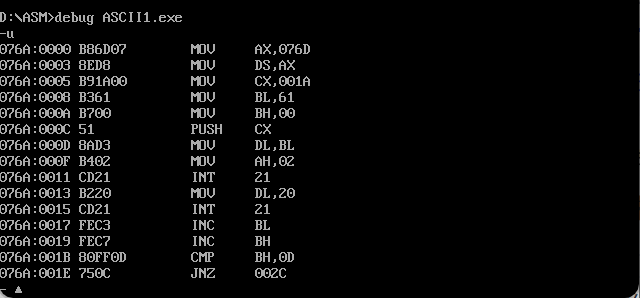 D:\ASM>debug ASCII1.exe
-u
076A:0000 B86D07 MOV AX,076D
076A:0003 8ED8 MOV DS,AX
076A:0005 B91A00 MOV CX,001A
076A:0008 B361 MOV BL,61
076A:000A B700 MOV BH,00
076A:000C 51 PUSH CX
076A:000D 8AD3 MOV DL,BL
076A:000F B402 MOV AH,02
076A:0011 CD21 INT 21
076A:0013 B220 MOV DL,20
076A:0015 CD21 INT 21
076A:0017 FEC3 INC BL
076A:0019 FEC7 INC BH
076A:001B 80FF0D CMP BH,0D
076A:001E 750C JNZ 002C
-